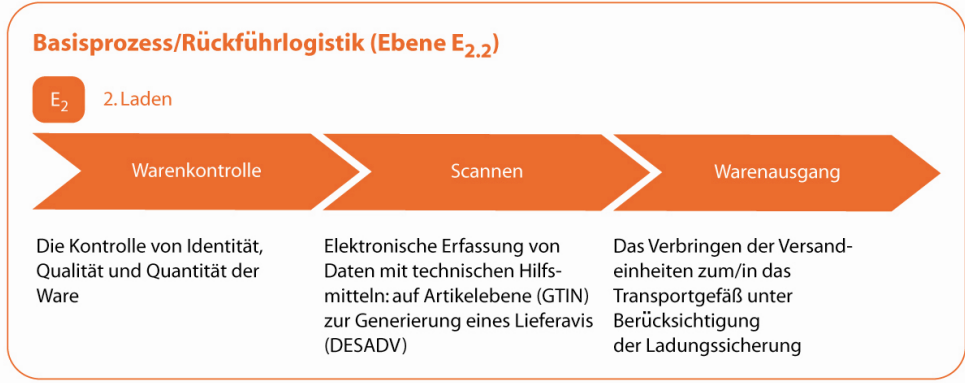 Basisprozess/Rückführlogistik (Ebene E2.2)
E2 2. Laden
Warenkontrolle
Scannen
Warenausgang
Die Kontrolle von Identität,
Qualität und Quantität der
Ware
Elektronische Erfassung von
Daten mit technischen Hilfs-
mitteln: auf Artikelebene (GTIN)
zur Generierung eines Lieferavis
(DESADV)
Das Verbringen der Versand-
einheiten zum/in das
Transportgefäß unter
Berücksichtigung
der Ladungssicherung